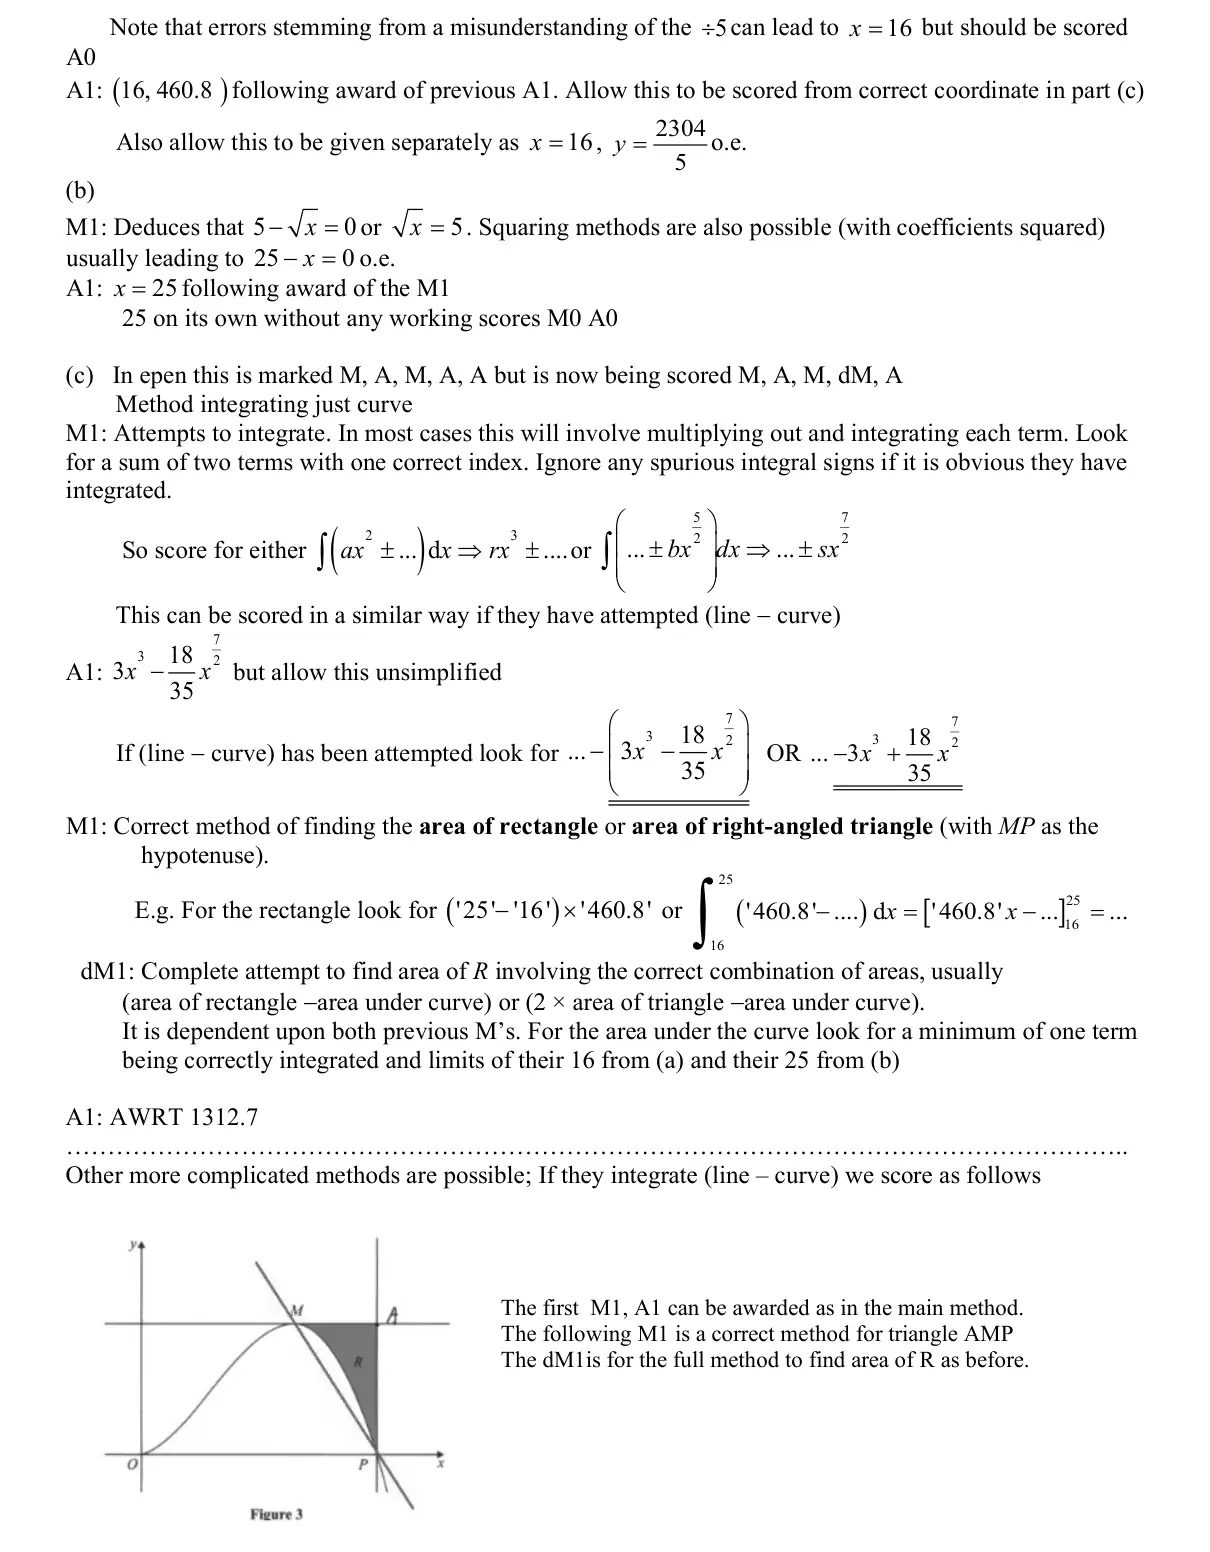 Note that errors stemming from a misunderstanding of the ÷5 can lead to x = 16 but should be scored
A0
A1: (16, 460.8 ) following award of previous A1. Allow this to be scored from correct coordinate in part (c)
Also allow this to be given separately as x = 16, y = 2304/5 o.e.
(b)
M1: Deduces that 5 − √x = 0 or √x = 5. Squaring methods are also possible (with coefficients squared)
usually leading to 25 − x = 0 o.e.
A1: x = 25 following award of the M1
25 on its own without any working scores M0 A0
(c) In epen this is marked M, A, M, A, A but is now being scored M, A, M, dM, A
Method integrating just curve
M1: Attempts to integrate. In most cases this will involve multiplying out and integrating each term. Look
for a sum of two terms with one correct index. Ignore any spurious integral signs if it is obvious they have
integrated.
So score for either ∫(ax^2 ± ...)dx ⇒ rx^3 ± .... or ∫(... ± bx^(5/2))dx ⇒ ... ± sx^(7/2)
This can be scored in a similar way if they have attempted (line – curve)
A1: 3x^3 − 18/35 x^(7/2) but allow this unsimplified
If (line – curve) has been attempted look for ... − (3x^3 − 18/35 x^(7/2)) OR ... −3x^3 + 18/35 x^(7/2)
M1: Correct method of finding the area of rectangle or area of right-angled triangle (with MP as the
hypotenuse).
E.g. For the rectangle look for ('25'− '16')×'460.8' or ∫_16^25 ('460.8'− ....) dx = ['460.8'x − ...]_16^25 = ...
dM1: Complete attempt to find area of R involving the correct combination of areas, usually
(area of rectangle −area under curve) or (2 × area of triangle −area under curve).
It is dependent upon both previous M’s. For the area under the curve look for a minimum of one term
being correctly integrated and limits of their 16 from (a) and their 25 from (b)
A1: AWRT 1312.7
…………………………………………………………………………………………………………………..
Other more complicated methods are possible; If they integrate (line – curve) we score as follows
y
M
A
R
The first M1, A1 can be awarded as in the main method.
The following M1 is a correct method for triangle AMP
The dM1is for the full method to find area of R as before.
O
P
x
Figure 3